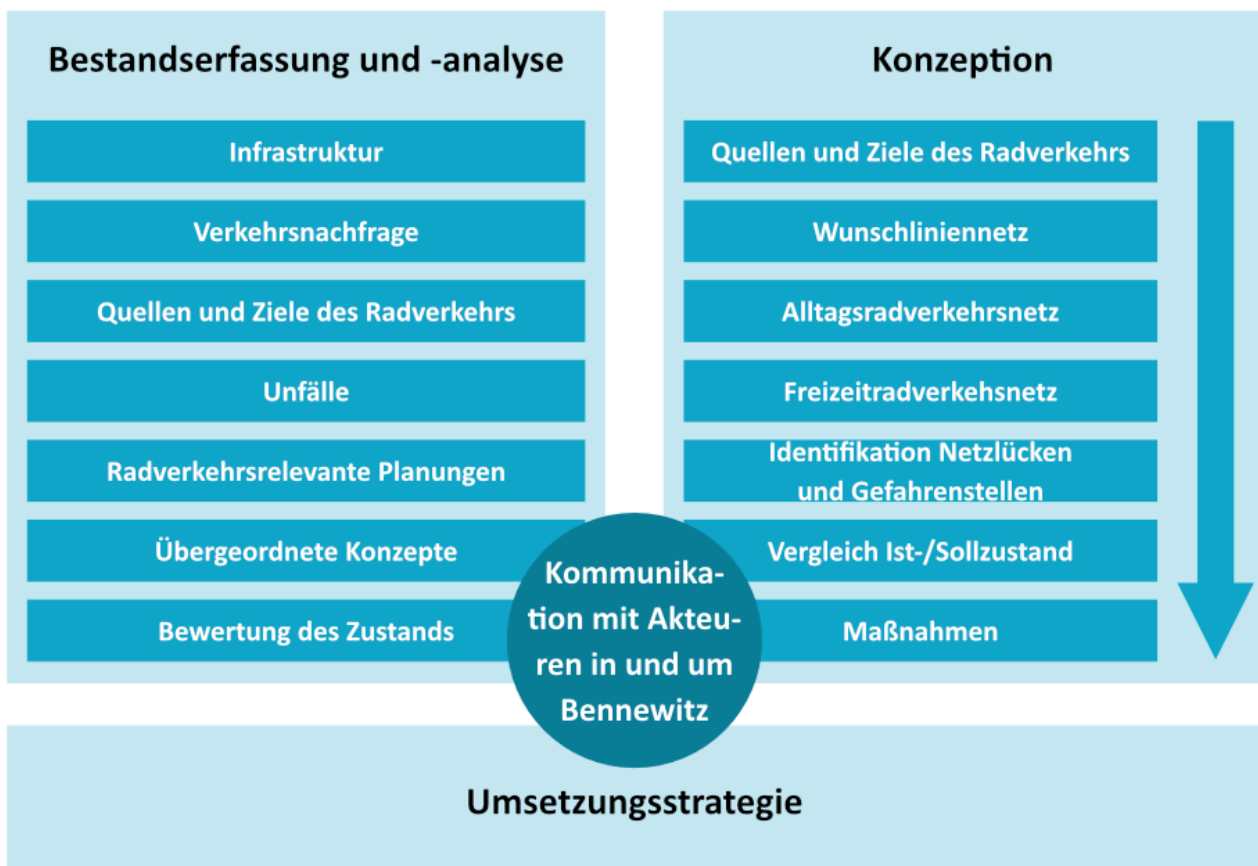 Bestandserfassung und -analyse
Infrastruktur
Verkehrsnachfrage
Quellen und Ziele des Radverkehrs
Unfälle
Radverkehrsrelevante Planungen
Übergeordnete Konzepte
Bewertung des Zustands
Konzeption
Quellen und Ziele des Radverkehrs
Wunschliniennetz
Alltagsradverkehrsnetz
Freizeitradverkehsnetz
Identifikation Netzlücken
und Gefahrenstellen
Vergleich Ist-/Sollzustand
Maßnahmen
Kommunika-
tion mit Akteu-
ren in und um
Bennewitz
Umsetzungsstrategie